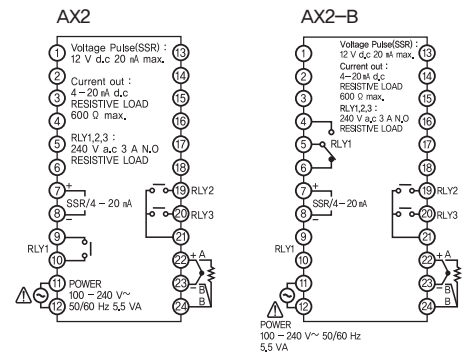 AX2
1
2
3
4
5
6
7
8
9
10
11
12
13
14
15
16
17
18
19
20
21
22
23
24
Voltage Pulse(SSR) :
12 V d.c 20 mA max.
Current out :
4-20 mA d.c
RESISTIVE LOAD
600 Ω max.
RLY1,2,3 :
240 V a.c 3 A N.O
RESISTIVE LOAD
+
SSR/4 - 20 mA
−
RLY1
RLY2
RLY3
POWER
100 - 240 V~
50/60 Hz 5.5 VA
+ A
− B
B
AX2-B
1
2
3
4
5
6
7
8
9
10
11
12
13
14
15
16
17
18
19
20
21
22
23
24
Voltage Pulse(SSR) :
12 V d.c 20 mA max.
Current out :
4-20 mA d.c
RESISTIVE LOAD
600 Ω max.
RLY1,2,3 :
240 V a.c 3 A N.O
RESISTIVE LOAD
RLY1
+
SSR/4 - 20 mA
−
RLY1
RLY2
RLY3
+ A
− B
B
POWER
100 - 240 V~ 50/60 Hz
5.5 VA